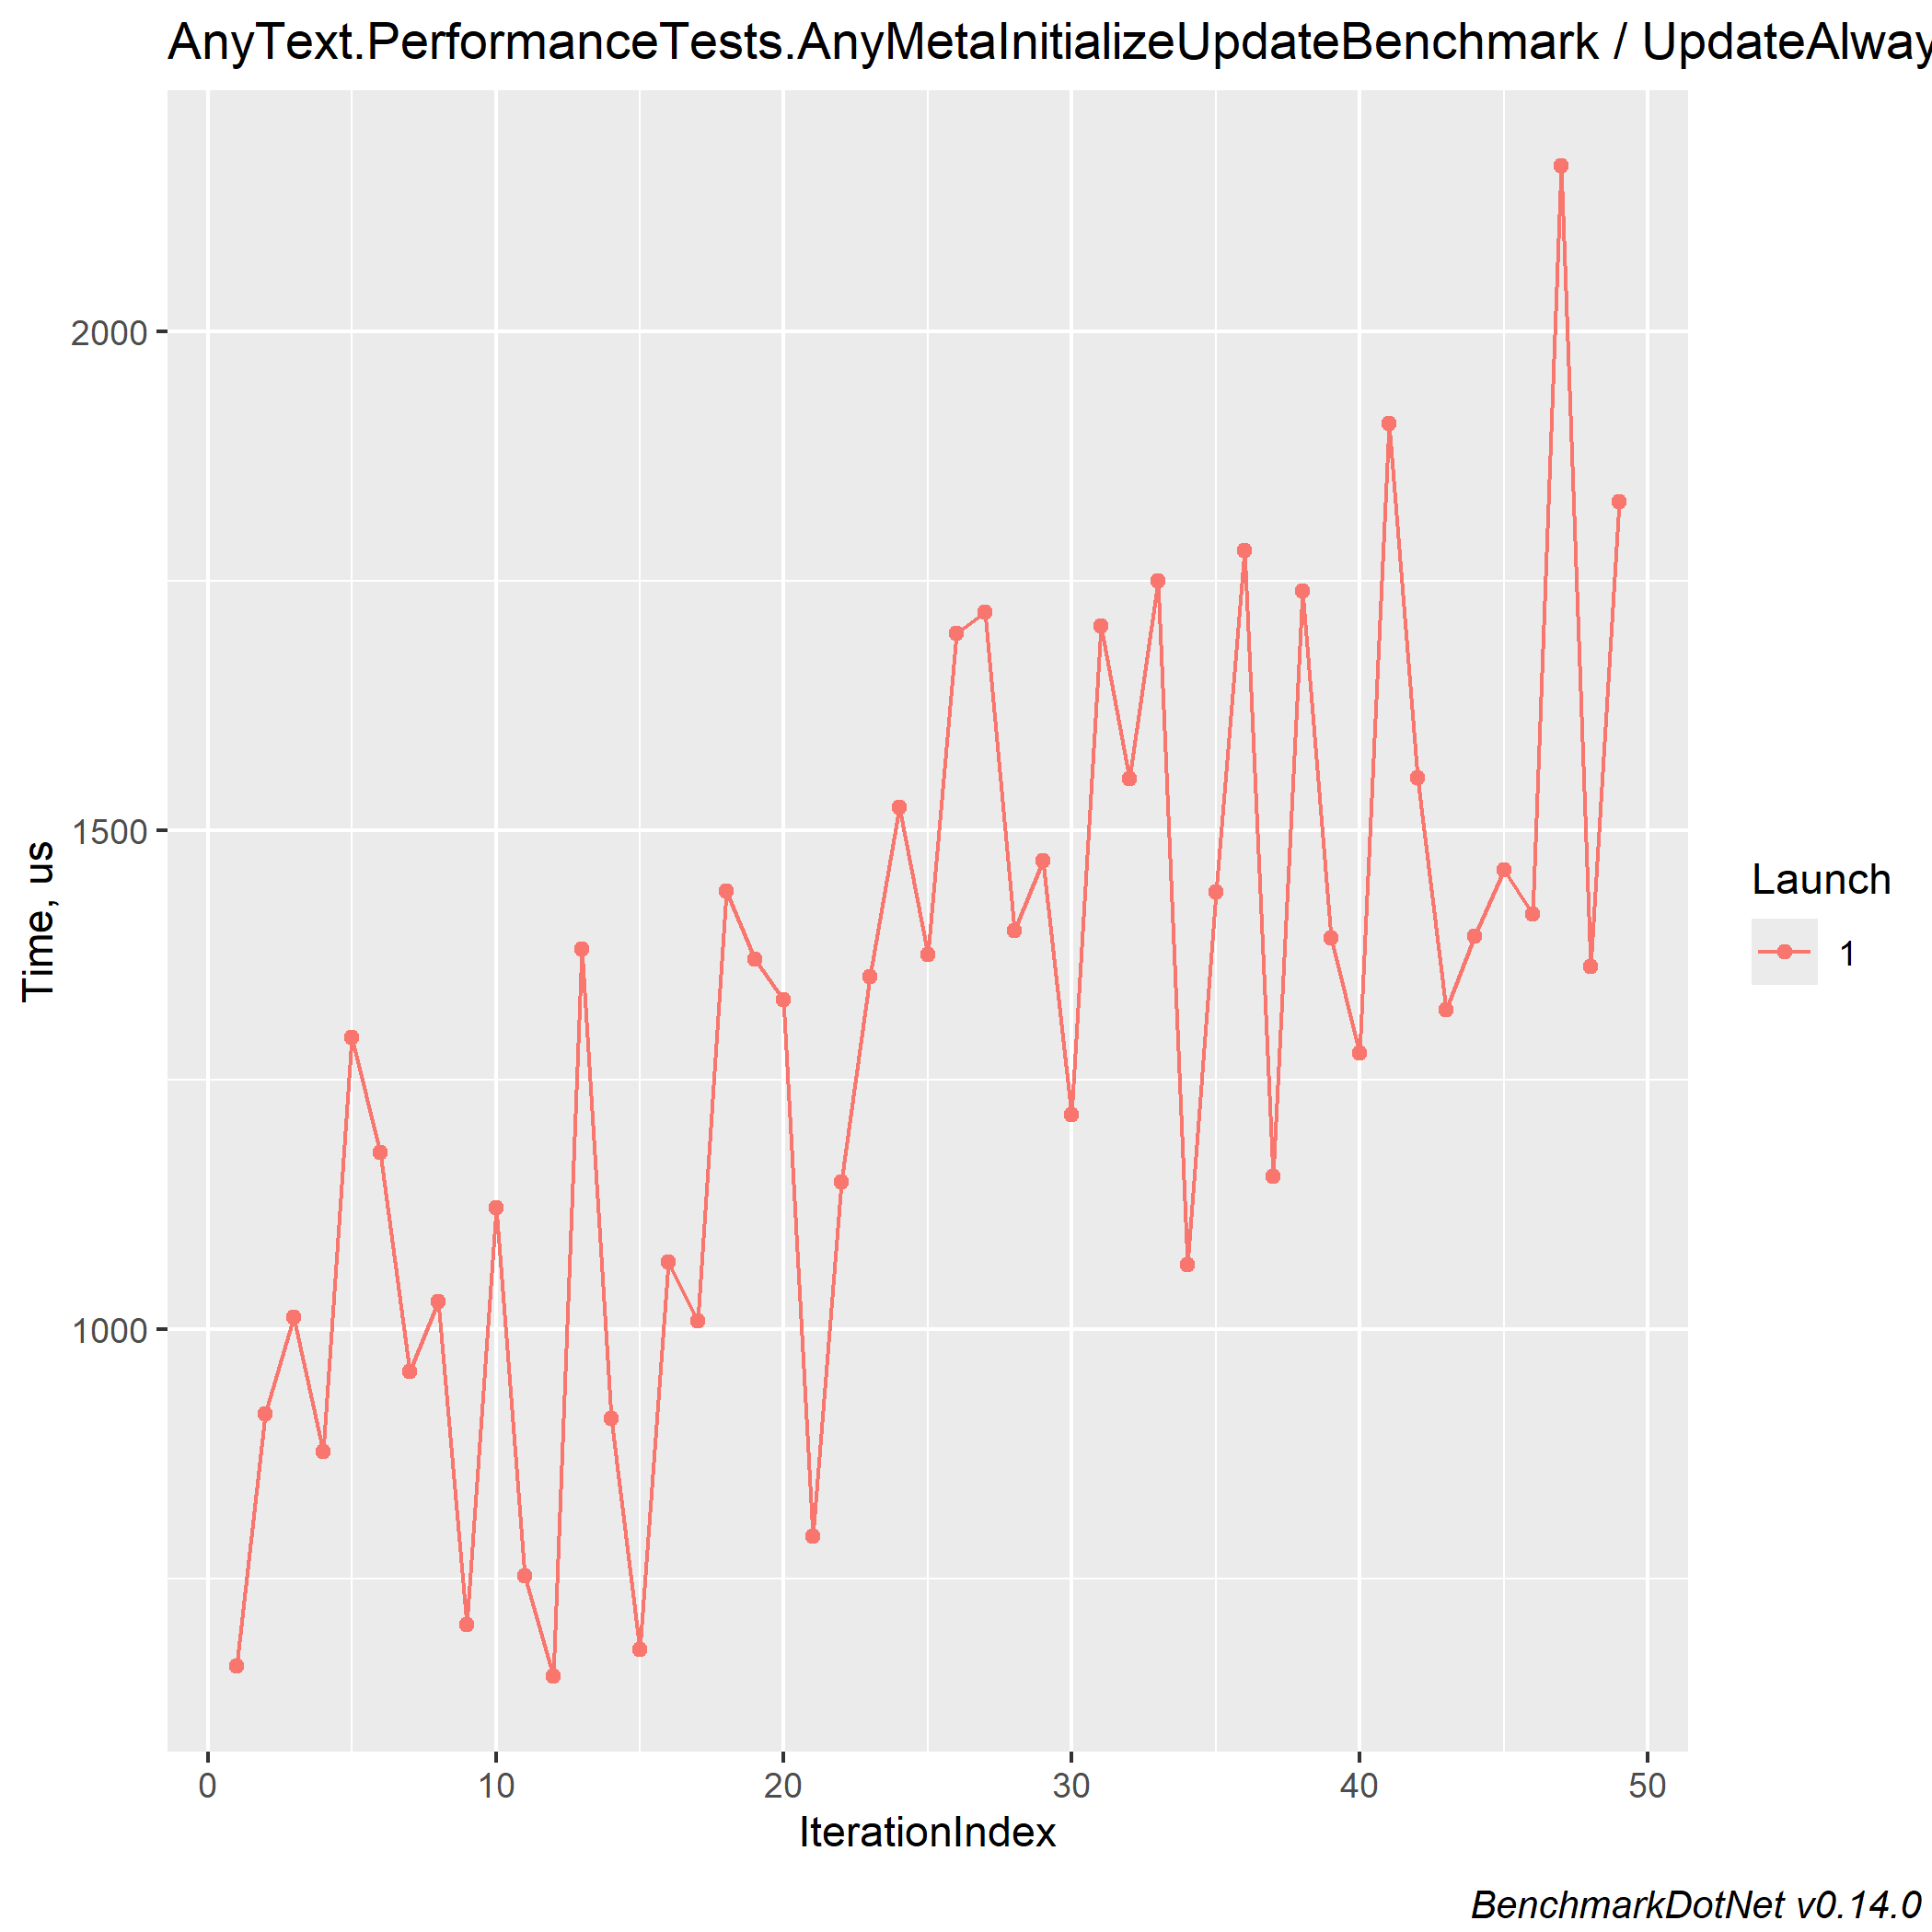 AnyText.PerformanceTests.AnyMetaInitializeUpdateBenchmark / UpdateAlway
2000
1500
1000
Time, us
0 10 20 30 40 50
IterationIndex
Launch
1
BenchmarkDotNet v0.14.0